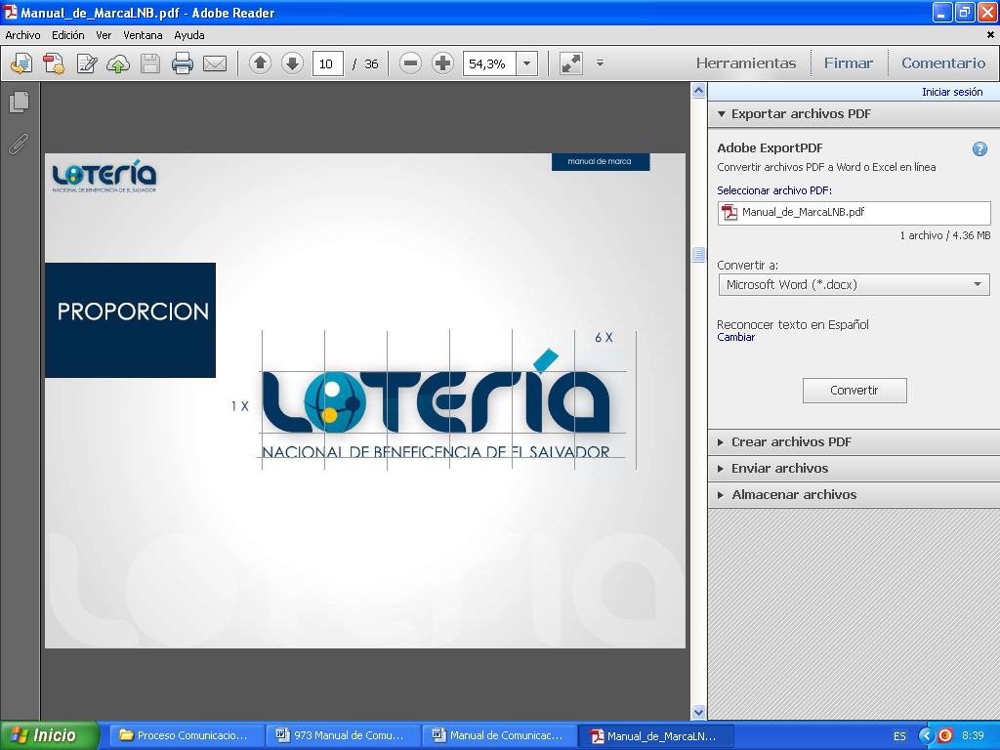 Manual_de_MarcaLNB.pdf - Adobe Reader
Archivo Edición Ver Ventana Ayuda
10 / 36 54,3% Herramientas Firmar Comentario
Iniciar sesión
Exportar archivos PDF
Adobe ExportPDF
Convertir archivos PDF a Word o Excel en línea
Seleccionar archivo PDF:
Manual_de_MarcaLNB.pdf
1 archivo / 4.36 MB
Convertir a:
Microsoft Word (*.docx)
Reconocer texto en Español
Cambiar
Convertir
Crear archivos PDF
Enviar archivos
Almacenar archivos
LOTERÍA
NACIONAL DE BENEFICENCIA DE EL SALVADOR
manual de marca
PROPORCION
6 X
1 X
LOTERÍA
NACIONAL DE BENEFICENCIA DE EL SALVADOR
LOTERÍA
Inicio
Proceso Comunicacio...
973 Manual de Comu...
Manual de Comunicac...
Manual_de_MarcaLN...
ES
8:39